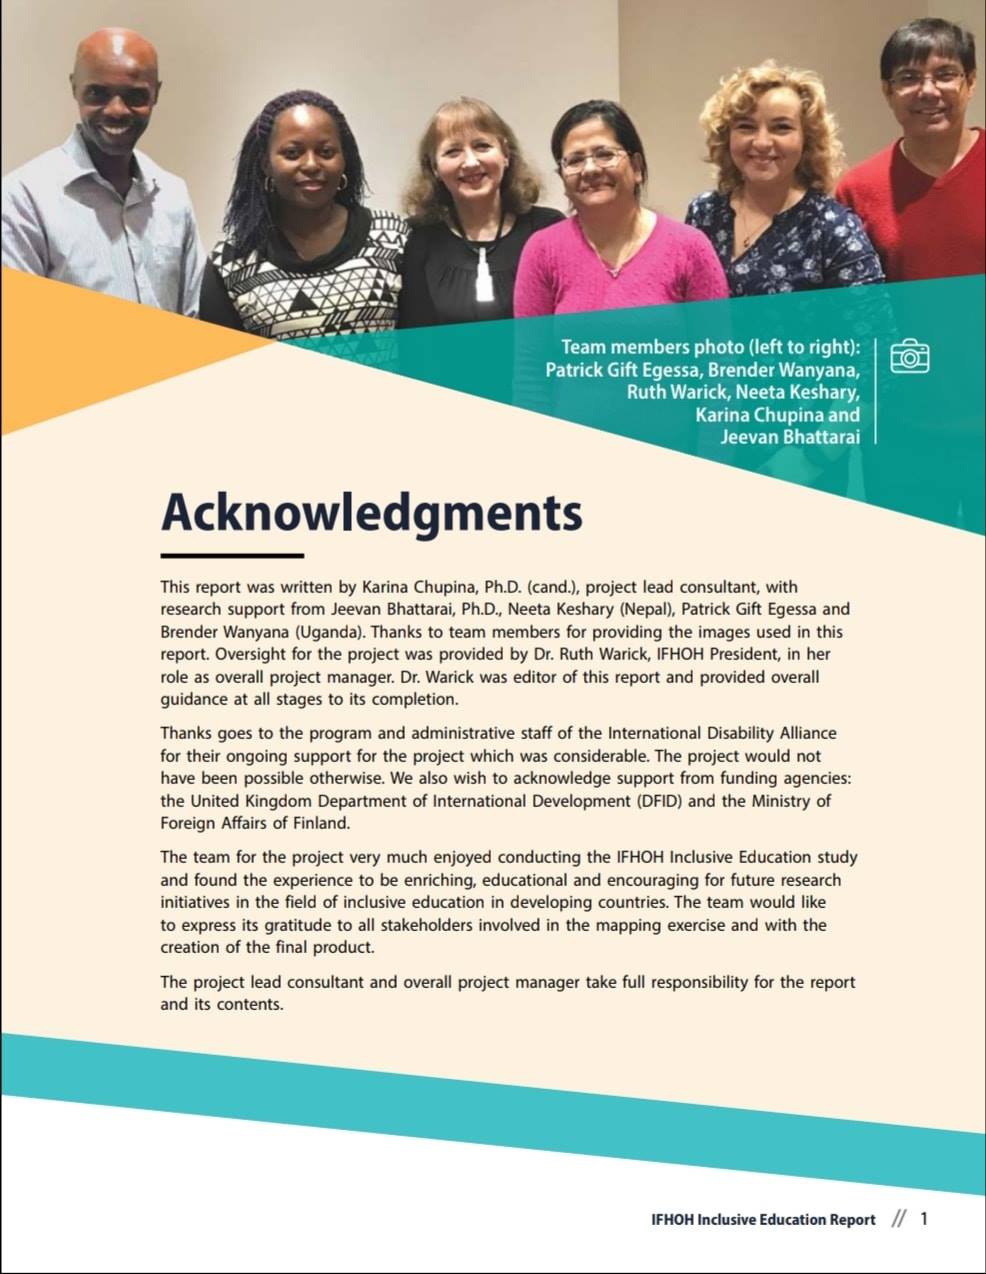 Team members photo (left to right):
Patrick Gift Egessa, Brender Wanyana,
Ruth Warick, Neeta Keshary,
Karina Chupina and
Jeevan Bhattarai
Acknowledgments
This report was written by Karina Chupina, Ph.D. (cand.), project lead consultant, with
research support from Jeevan Bhattarai, Ph.D., Neeta Keshary (Nepal), Patrick Gift Egessa and
Brender Wanyana (Uganda). Thanks to team members for providing the images used in this
report. Oversight for the project was provided by Dr. Ruth Warick, IFHOH President, in her
role as overall project manager. Dr. Warick was editor of this report and provided overall
guidance at all stages to its completion.
Thanks goes to the program and administrative staff of the International Disability Alliance
for their ongoing support for the project which was considerable. The project would not
have been possible otherwise. We also wish to acknowledge support from funding agencies:
the United Kingdom Department of International Development (DFID) and the Ministry of
Foreign Affairs of Finland.
The team for the project very much enjoyed conducting the IFHOH Inclusive Education study
and found the experience to be enriching, educational and encouraging for future research
initiatives in the field of inclusive education in developing countries. The team would like
to express its gratitude to all stakeholders involved in the mapping exercise and with the
creation of the final product.
The project lead consultant and overall project manager take full responsibility for the report
and its contents.
IFHOH Inclusive Education Report // 1